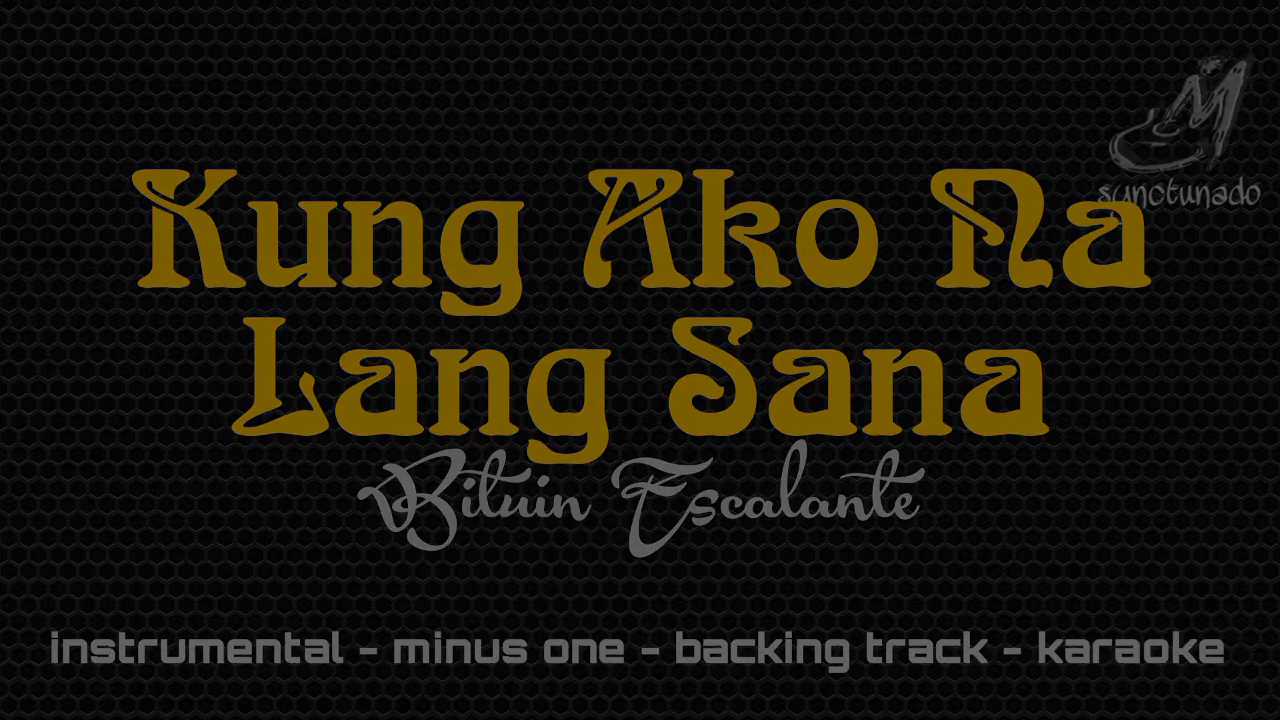 synctunado
Kung Ako Na
Lang Sana
Bituin Escalante
instrumental - minus one - backing track - karaoke